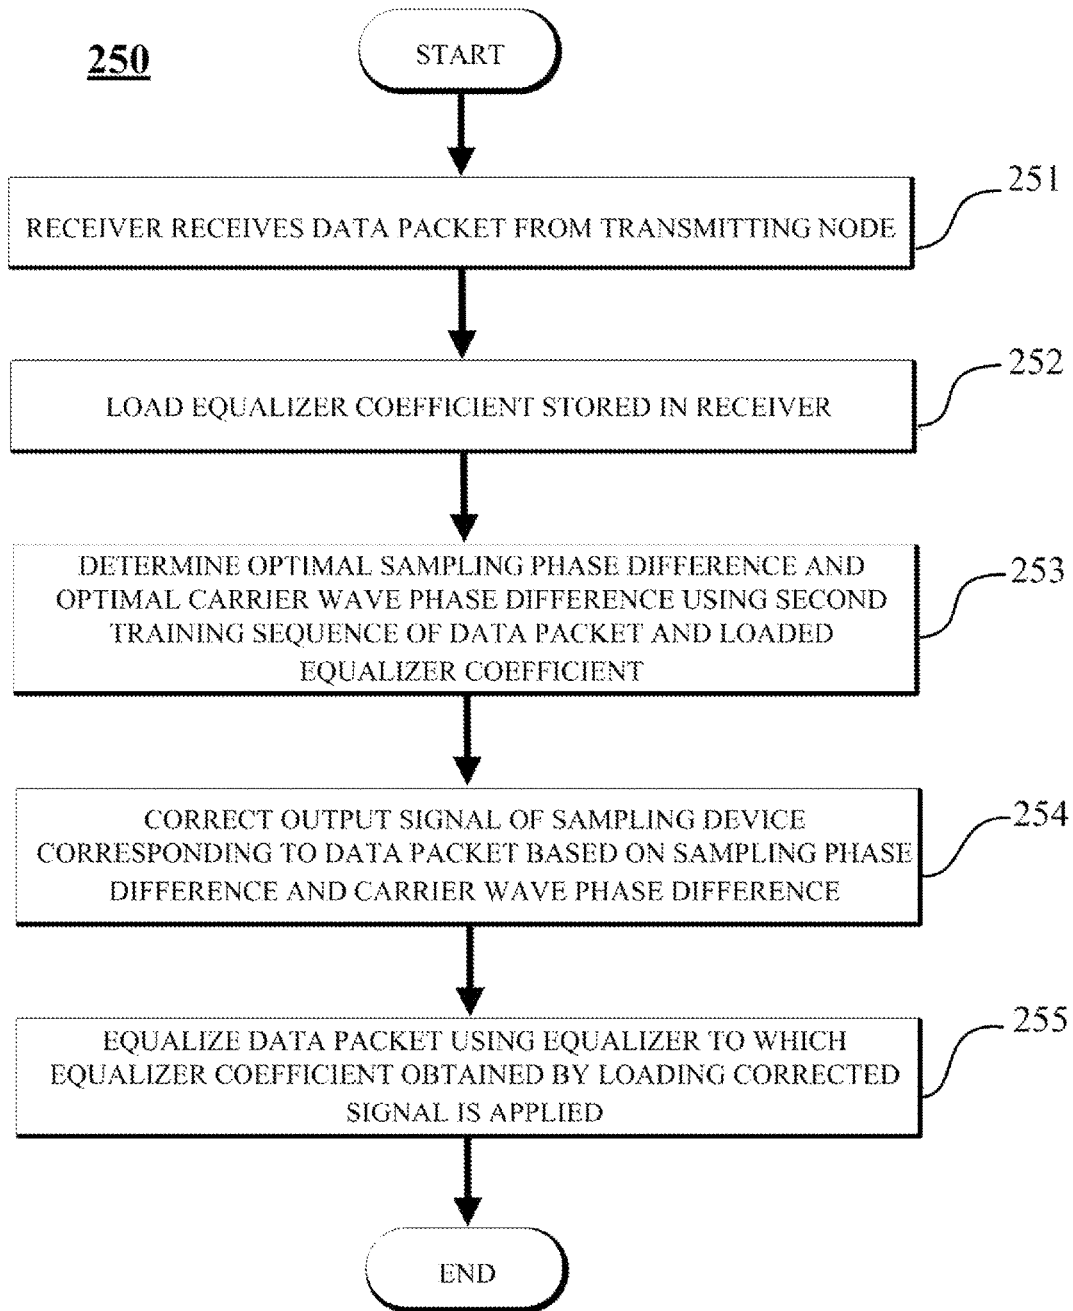 250
START
251
RECEIVER RECEIVES DATA PACKET FROM TRANSMITTING NODE
252
LOAD EQUALIZER COEFFICIENT STORED IN RECEIVER
253
DETERMINE OPTIMAL SAMPLING PHASE DIFFERENCE AND
OPTIMAL CARRIER WAVE PHASE DIFFERENCE USING SECOND
TRAINING SEQUENCE OF DATA PACKET AND LOADED
EQUALIZER COEFFICIENT
254
CORRECT OUTPUT SIGNAL OF SAMPLING DEVICE
CORRESPONDING TO DATA PACKET BASED ON SAMPLING PHASE
DIFFERENCE AND CARRIER WAVE PHASE DIFFERENCE
255
EQUALIZE DATA PACKET USING EQUALIZER TO WHICH
EQUALIZER COEFFICIENT OBTAINED BY LOADING CORRECTED
SIGNAL IS APPLIED
END